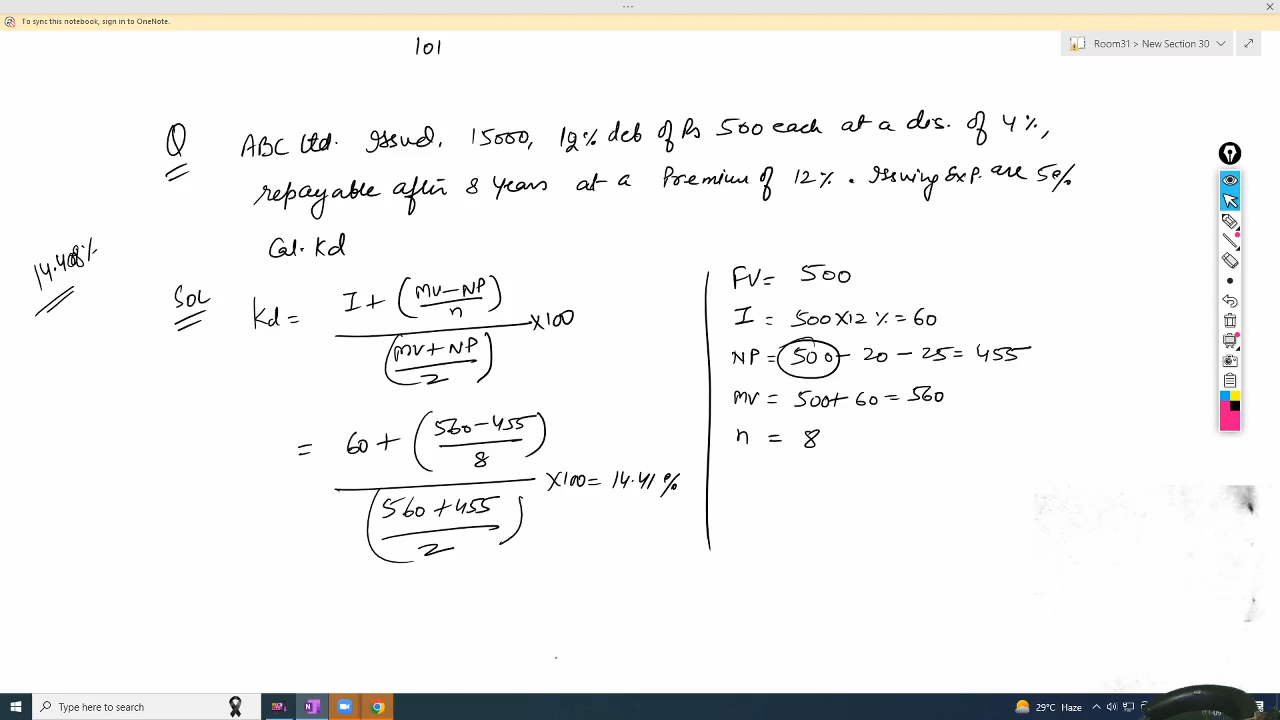 To sync this notebook, sign in to OneNote.
Room31 > New Section 30
101
Q ABC Ltd. Issued. 15000, 12% deb of Rs 500 each at a dis. of 4%,
repayable after 8 Years at a Premium of 12%. Issuing Exp. are 5%
Cal. Kd
14.408%
Sol
Kd = I + (MV-NP/n) / (MV+NP/2) X100
= 60 + (560-455/8) / (560+455/2) X100 = 14.41%
FV = 500
I = 500X12% = 60
NP = 500 - 20 - 25 = 455
MV = 500 + 60 = 560
n = 8
Type here to search
29°C Haze